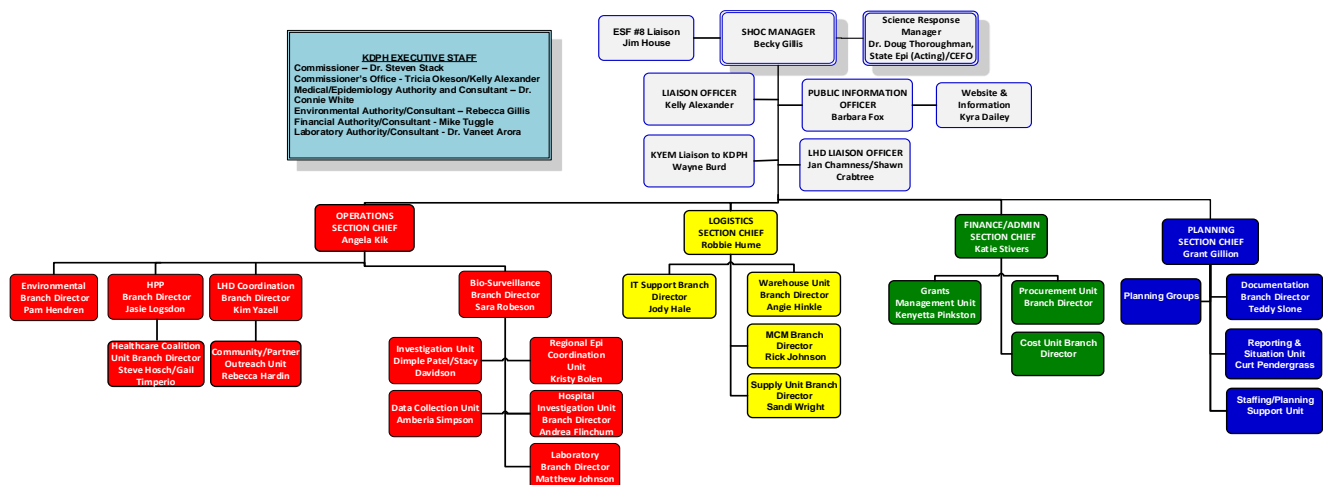 KDPH EXECUTIVE STAFF
Commissioner – Dr. Steven Stack
Commissioner's Office - Tricia Okeson/Kelly Alexander
Medical/Epidemiology Authority and Consultant – Dr.
Connie White
Environmental Authority/Consultant – Rebecca Gillis
Financial Authority/Consultant - Mike Tuggle
Laboratory Authority/Consultant - Dr. Vaneet Arora
ESF #8 Liaison
Jim House
SHOC MANAGER
Becky Gillis
Science Response
Manager
Dr. Doug Thoroughman,
State Epi (Acting)/CEFO
LIAISON OFFICER
Kelly Alexander
PUBLIC INFORMATION
OFFICER
Barbara Fox
Website &
Information
Kyra Dailey
KYEM Liaison to KDPH
Wayne Burd
LHD LIAISON OFFICER
Jan Chamness/Shawn
Crabtree
OPERATIONS
SECTION CHIEF
Angela Kik
LOGISTICS
SECTION CHIEF
Robbie Hume
FINANCE/ADMIN
SECTION CHIEF
Katie Stivers
PLANNING
SECTION CHIEF
Grant Gillion
Environmental
Branch Director
Pam Hendren
HPP
Branch Director
Jasie Logsdon
LHD Coordination
Branch Director
Kim Yazell
Bio-Surveillance
Branch Director
Sara Robeson
Healthcare Coalition
Unit Branch Director
Steve Hosch/Gail
Timperio
Community/Partner
Outreach Unit
Rebecca Hardin
Investigation Unit
Dimple Patel/Stacy
Davidson
Regional Epi
Coordination
Unit
Kristy Bolen
Data Collection Unit
Amberia Simpson
Hospital
Investigation Unit
Branch Director
Andrea Flinchum
Laboratory
Branch Director
Matthew Johnson
IT Support Branch
Director
Jody Hale
Warehouse Unit
Branch Director
Angie Hinkle
MCM Branch
Director
Rick Johnson
Supply Unit Branch
Director
Sandi Wright
Grants
Management Unit
Kenyetta Pinkston
Procurement Unit
Branch Director
Cost Unit Branch
Director
Planning Groups
Documentation
Branch Director
Teddy Slone
Reporting &
Situation Unit
Curt Pendergrass
Staffing/Planning
Support Unit